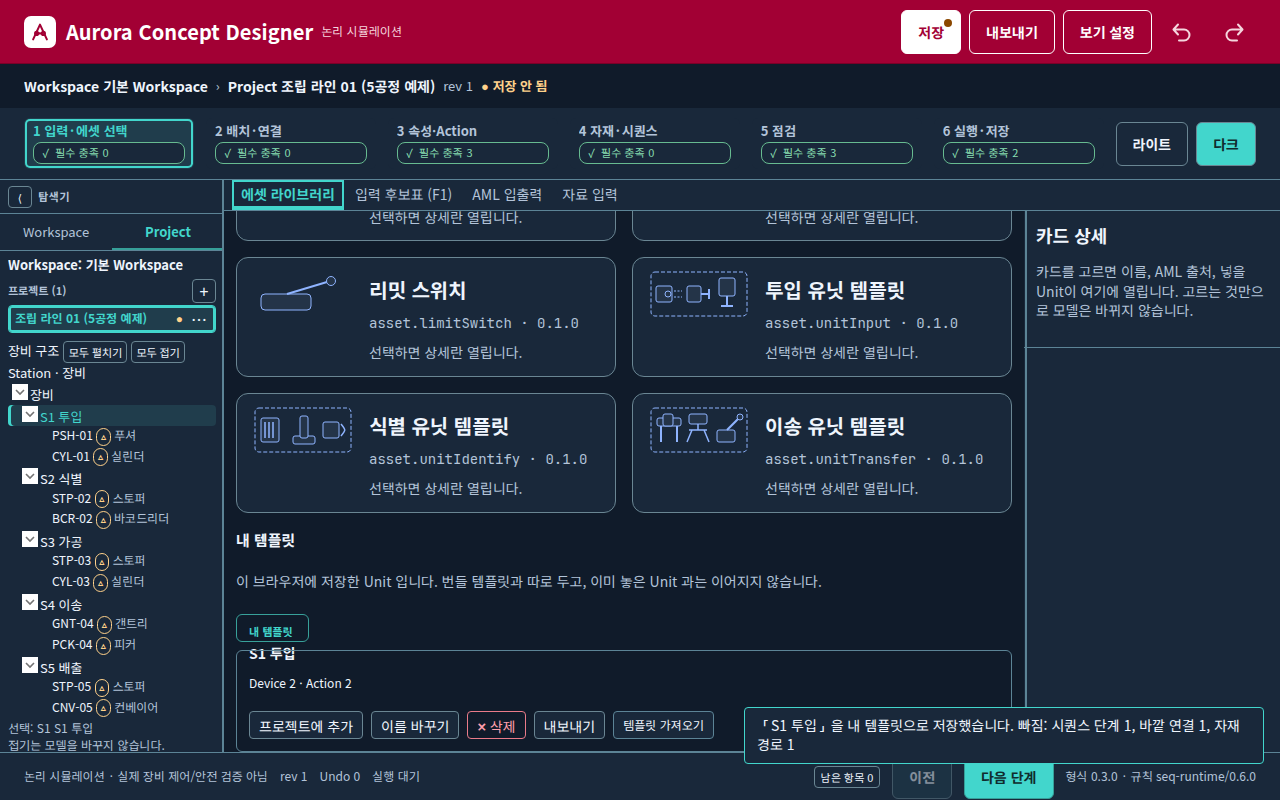 Aurora Concept Designer 논리 시뮬레이션
저장 내보내기 보기 설정
Workspace 기본 Workspace › Project 조립 라인 01 (5공정 예제) rev 1 ● 저장 안 됨
1 입력·에셋 선택 2 배치·연결 3 속성·Action 4 자재·시퀀스 5 점검 6 실행·저장
✓ 필수 충족 0 ✓ 필수 충족 0 ✓ 필수 충족 3 ✓ 필수 충족 0 ✓ 필수 충족 3 ✓ 필수 충족 2
라이트 다크
⟨ 탐색기
Workspace Project
Workspace: 기본 Workspace
프로젝트 (1) +
조립 라인 01 (5공정 예제) ● ···
장비 구조 모두 펼치기 모두 접기
Station · 장비
장비
S1 투입
PSH-01 푸셔
CYL-01 실린더
S2 식별
STP-02 스토퍼
BCR-02 바코드리더
S3 가공
STP-03 스토퍼
CYL-03 실린더
S4 이송
GNT-04 갠트리
PCK-04 피커
S5 배출
STP-05 스토퍼
CNV-05 컨베이어
선택: S1 S1 투입
접기는 모델을 바꾸지 않습니다.
에셋 라이브러리 입력 후보표 (F1) AML 입출력 자료 입력
선택하면 상세란 열립니다. 선택하면 상세란 열립니다.
리밋 스위치
asset.limitSwitch · 0.1.0
선택하면 상세란 열립니다.
투입 유닛 템플릿
asset.unitInput · 0.1.0
선택하면 상세란 열립니다.
식별 유닛 템플릿
asset.unitIdentify · 0.1.0
선택하면 상세란 열립니다.
이송 유닛 템플릿
asset.unitTransfer · 0.1.0
선택하면 상세란 열립니다.
내 템플릿
이 브라우저에 저장한 Unit 입니다. 번들 템플릿과 따로 두고, 이미 놓은 Unit 과는 이어지지 않습니다.
내 템플릿
S1 투입
Device 2 · Action 2
프로젝트에 추가 이름 바꾸기 × 삭제 내보내기 템플릿 가져오기
카드 상세
카드를 고르면 이름, AML 출처, 넣을
Unit이 여기에 열립니다. 고르는 것만으
로 모델은 바뀌지 않습니다.
「S1 투입」을 내 템플릿으로 저장했습니다. 빠짐: 시퀀스 단계 1, 바깥 연결 1, 자재
경로 1
논리 시뮬레이션 · 실제 장비 제어/안전 검증 아님 rev 1 Undo 0 실행 대기
남은 항목 0 이전 다음 단계 형식 0.3.0 · 규칙 seq-runtime/0.6.0